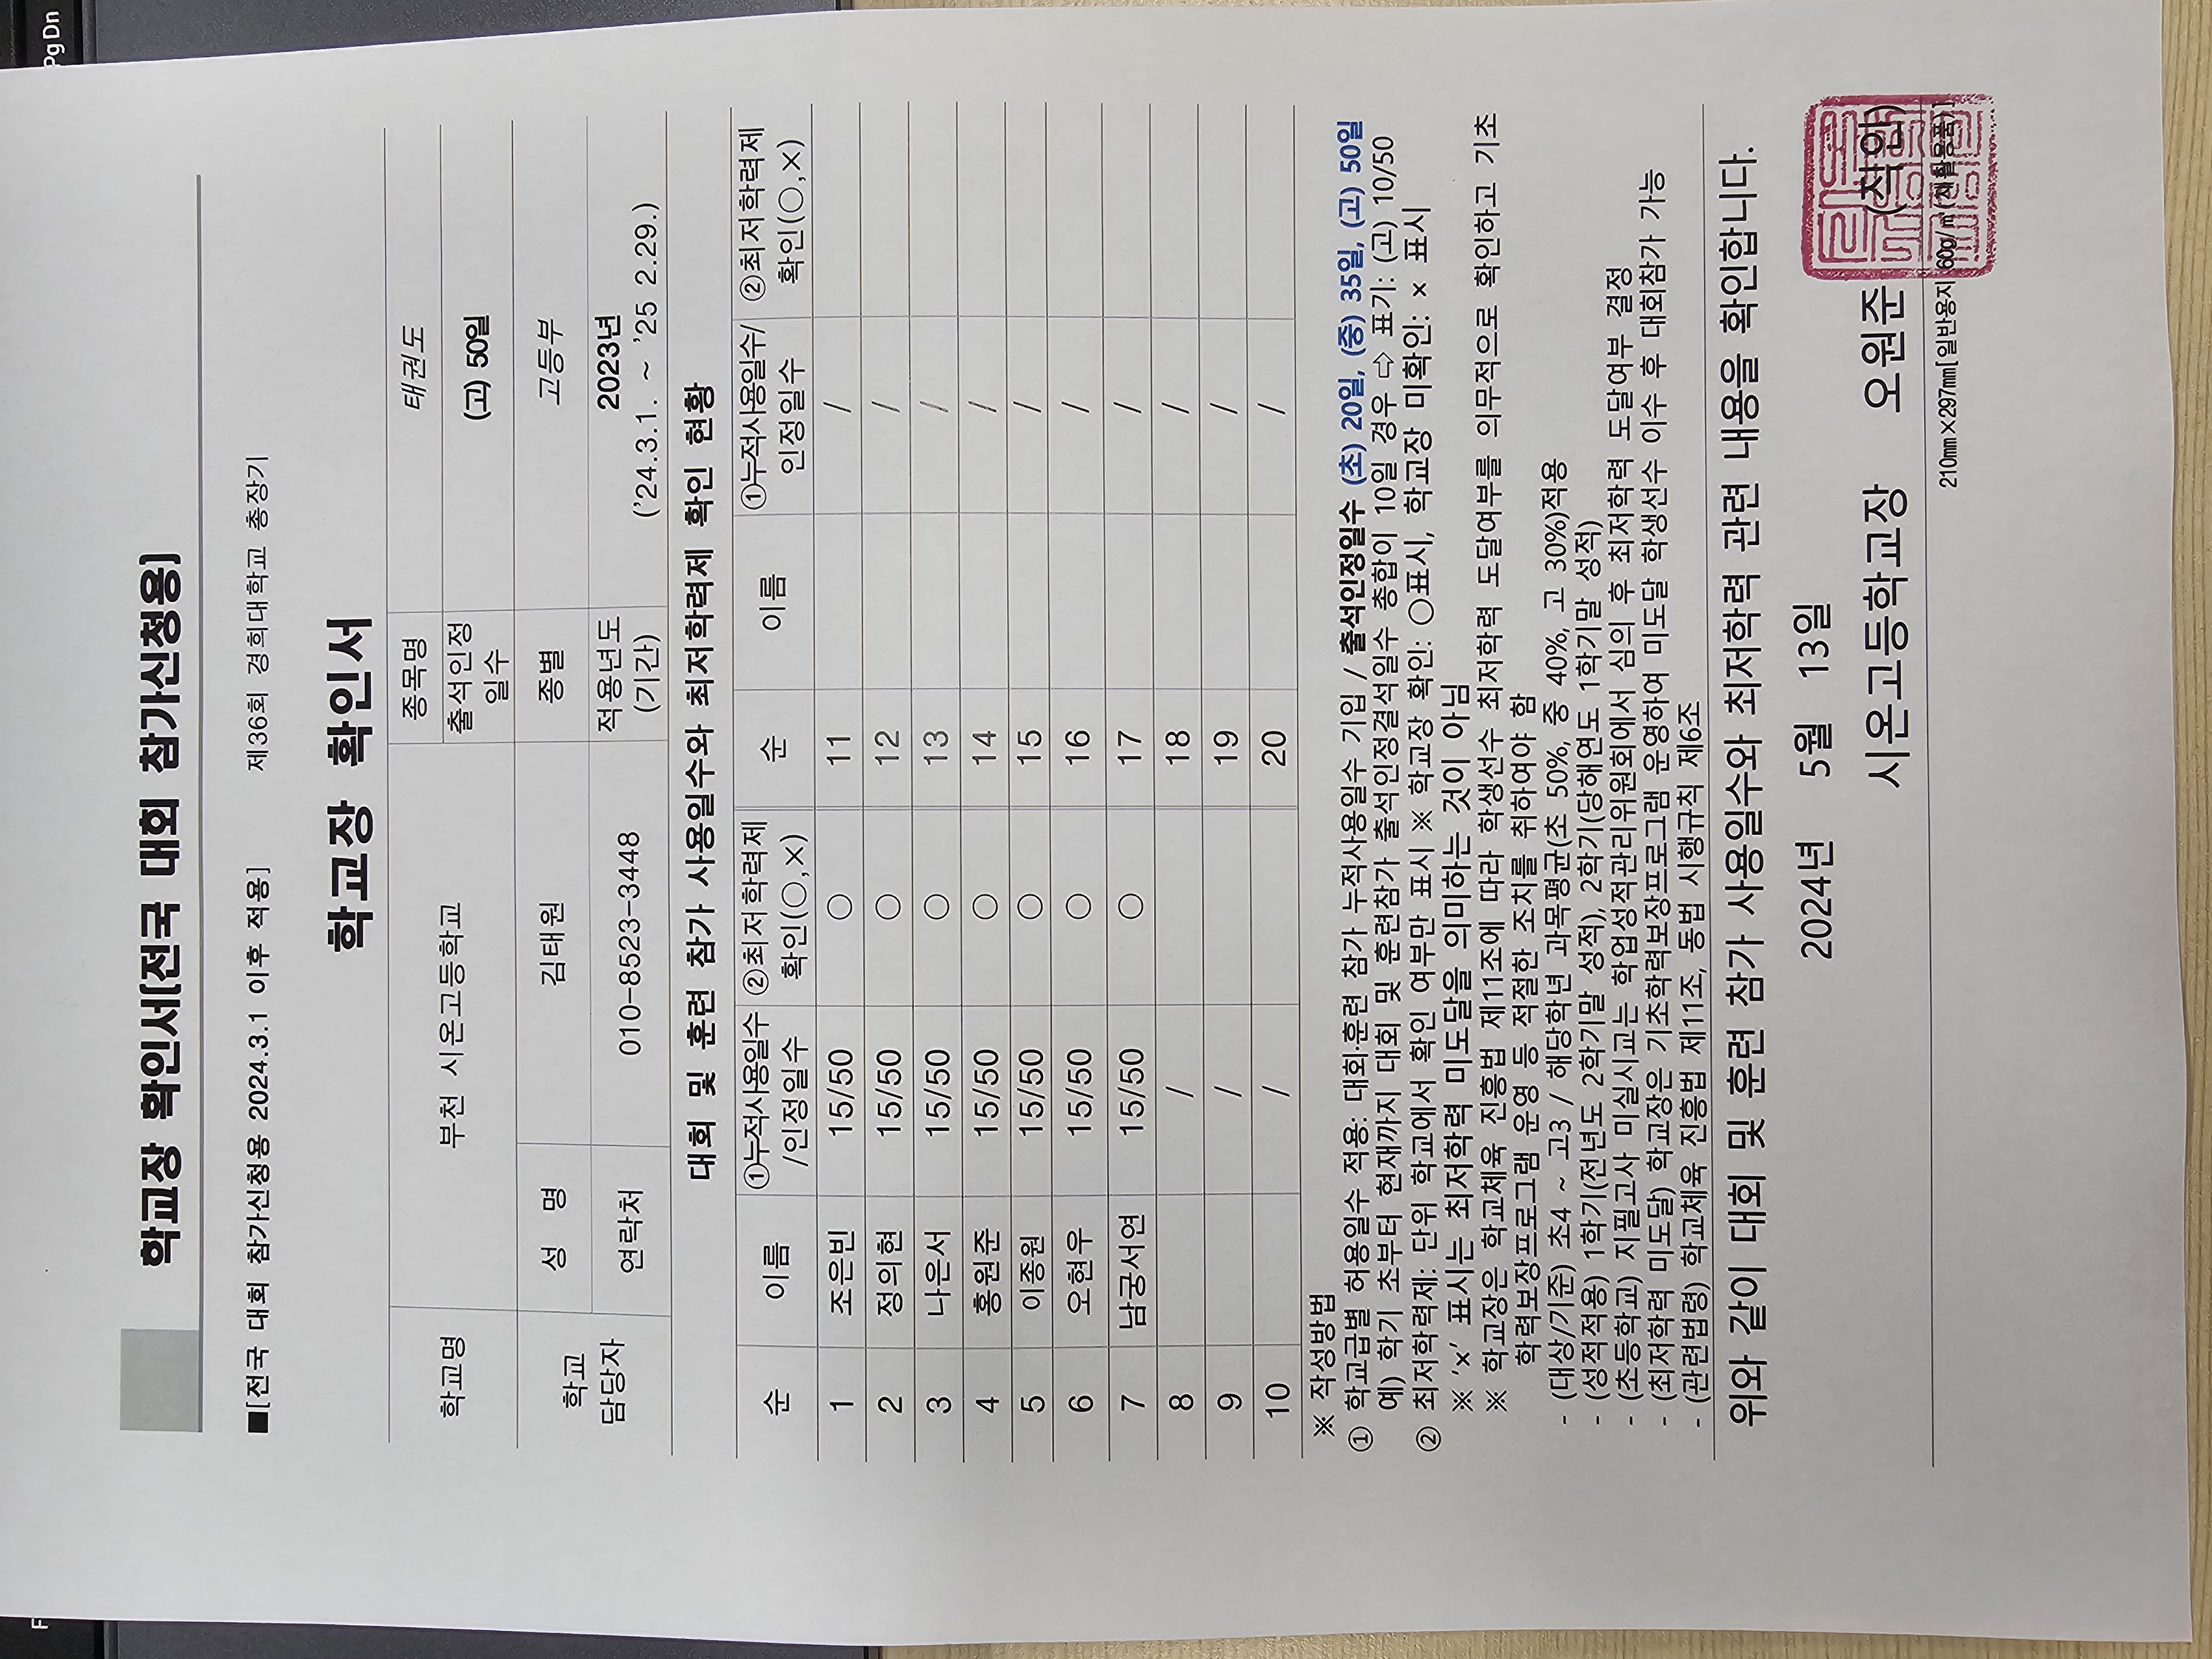 학교장 확인서(전국 대회 참가신청용)
■[전국 대회 참가신청용 2024.3.1 이후 적용] 제36회 경희대학교 총장기
학교장 확인서
학교명 부천 시온고등학교 종목명 태권도
출석인정일수 (고) 50일
학교 담당자 성 명 김태원 종별 고등부
연락처 010-8523-3448 적용년도(기간) 2023년 ('24.3.1. ~ '25 2.29.)
대회 및 훈련 참가 사용일수와 최저학력제 확인 현황
순 이름 ①누적사용일수/인정일수 ②최저학력제 확인(○,×) 순 이름 ①누적사용일수/인정일수 ②최저학력제 확인(○,×)
1 조은빈 15/50 ○ 11 /
2 정의현 15/50 ○ 12 /
3 나은서 15/50 ○ 13 /
4 홍원준 15/50 ○ 14 /
5 이종원 15/50 ○ 15 /
6 오현우 15/50 ○ 16 /
7 남궁서연 15/50 ○ 17 /
8 / 18 /
9 / 19 /
10 / 20 /
※ 작성방법
① 학교급별 허용일수 적용: 대회·훈련 참가 누적사용일수 기입 / 출석인정일수 (초) 20일, (중) 35일, (고) 50일
예) 학기 초부터 현재까지 대회 및 훈련참가 출석인정결석일수 총합이 10일 경우 ⇨ 표기: (고) 10/50
② 최저학력제: 단위 학교에서 확인 여부만 표시 ※ 학교장 확인: ○표시, 학교장 미확인: × 표시
※ '×' 표시는 최저학력 미도달을 의미하는 것이 아님
※ 학교장은 학교체육 진흥법 제11조에 따라 학생선수 최저학력 도달여부를 의무적으로 확인하고 기초
학력보장프로그램 운영 등 적절한 조치를 취하여야 함
- (대상/기준) 초4 ~ 고3 / 해당학년 과목평균(초 50%, 중 40%, 고 30%)적용
- (성적적용) 1학기(전년도 2학기말 성적), 2학기(당해연도 1학기말 성적)
- (초등학교) 지필고사 미실시교는 학업성적관리위원회에서 심의 후 최저학력 도달여부 결정
- (최저학력 미도달) 학교장은 기초학력보장프로그램 운영하여 미도달 학생선수 이수 후 대회참가 가능
- (관련법령) 학교체육 진흥법 제11조, 동법 시행규칙 제6조
위와 같이 대회 및 훈련 참가 사용일수와 최저학력 관련 내용을 확인합니다.
2024년 5월 13일
시온고등학교장 오원준 (직인)
210㎜×297㎜[일반용지 60g/㎡(재활용품)]
PgDn